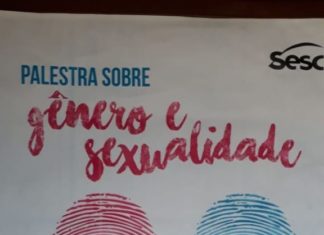 Sesc
PALESTRA SOBRE
gênero e
sexualidade